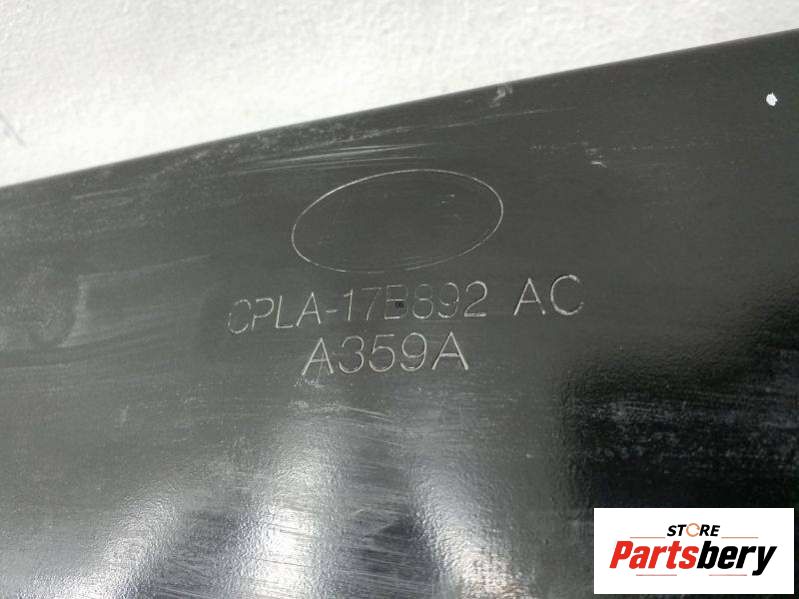 CPLA-17B892 AC
A359A
STORE
Partsbery